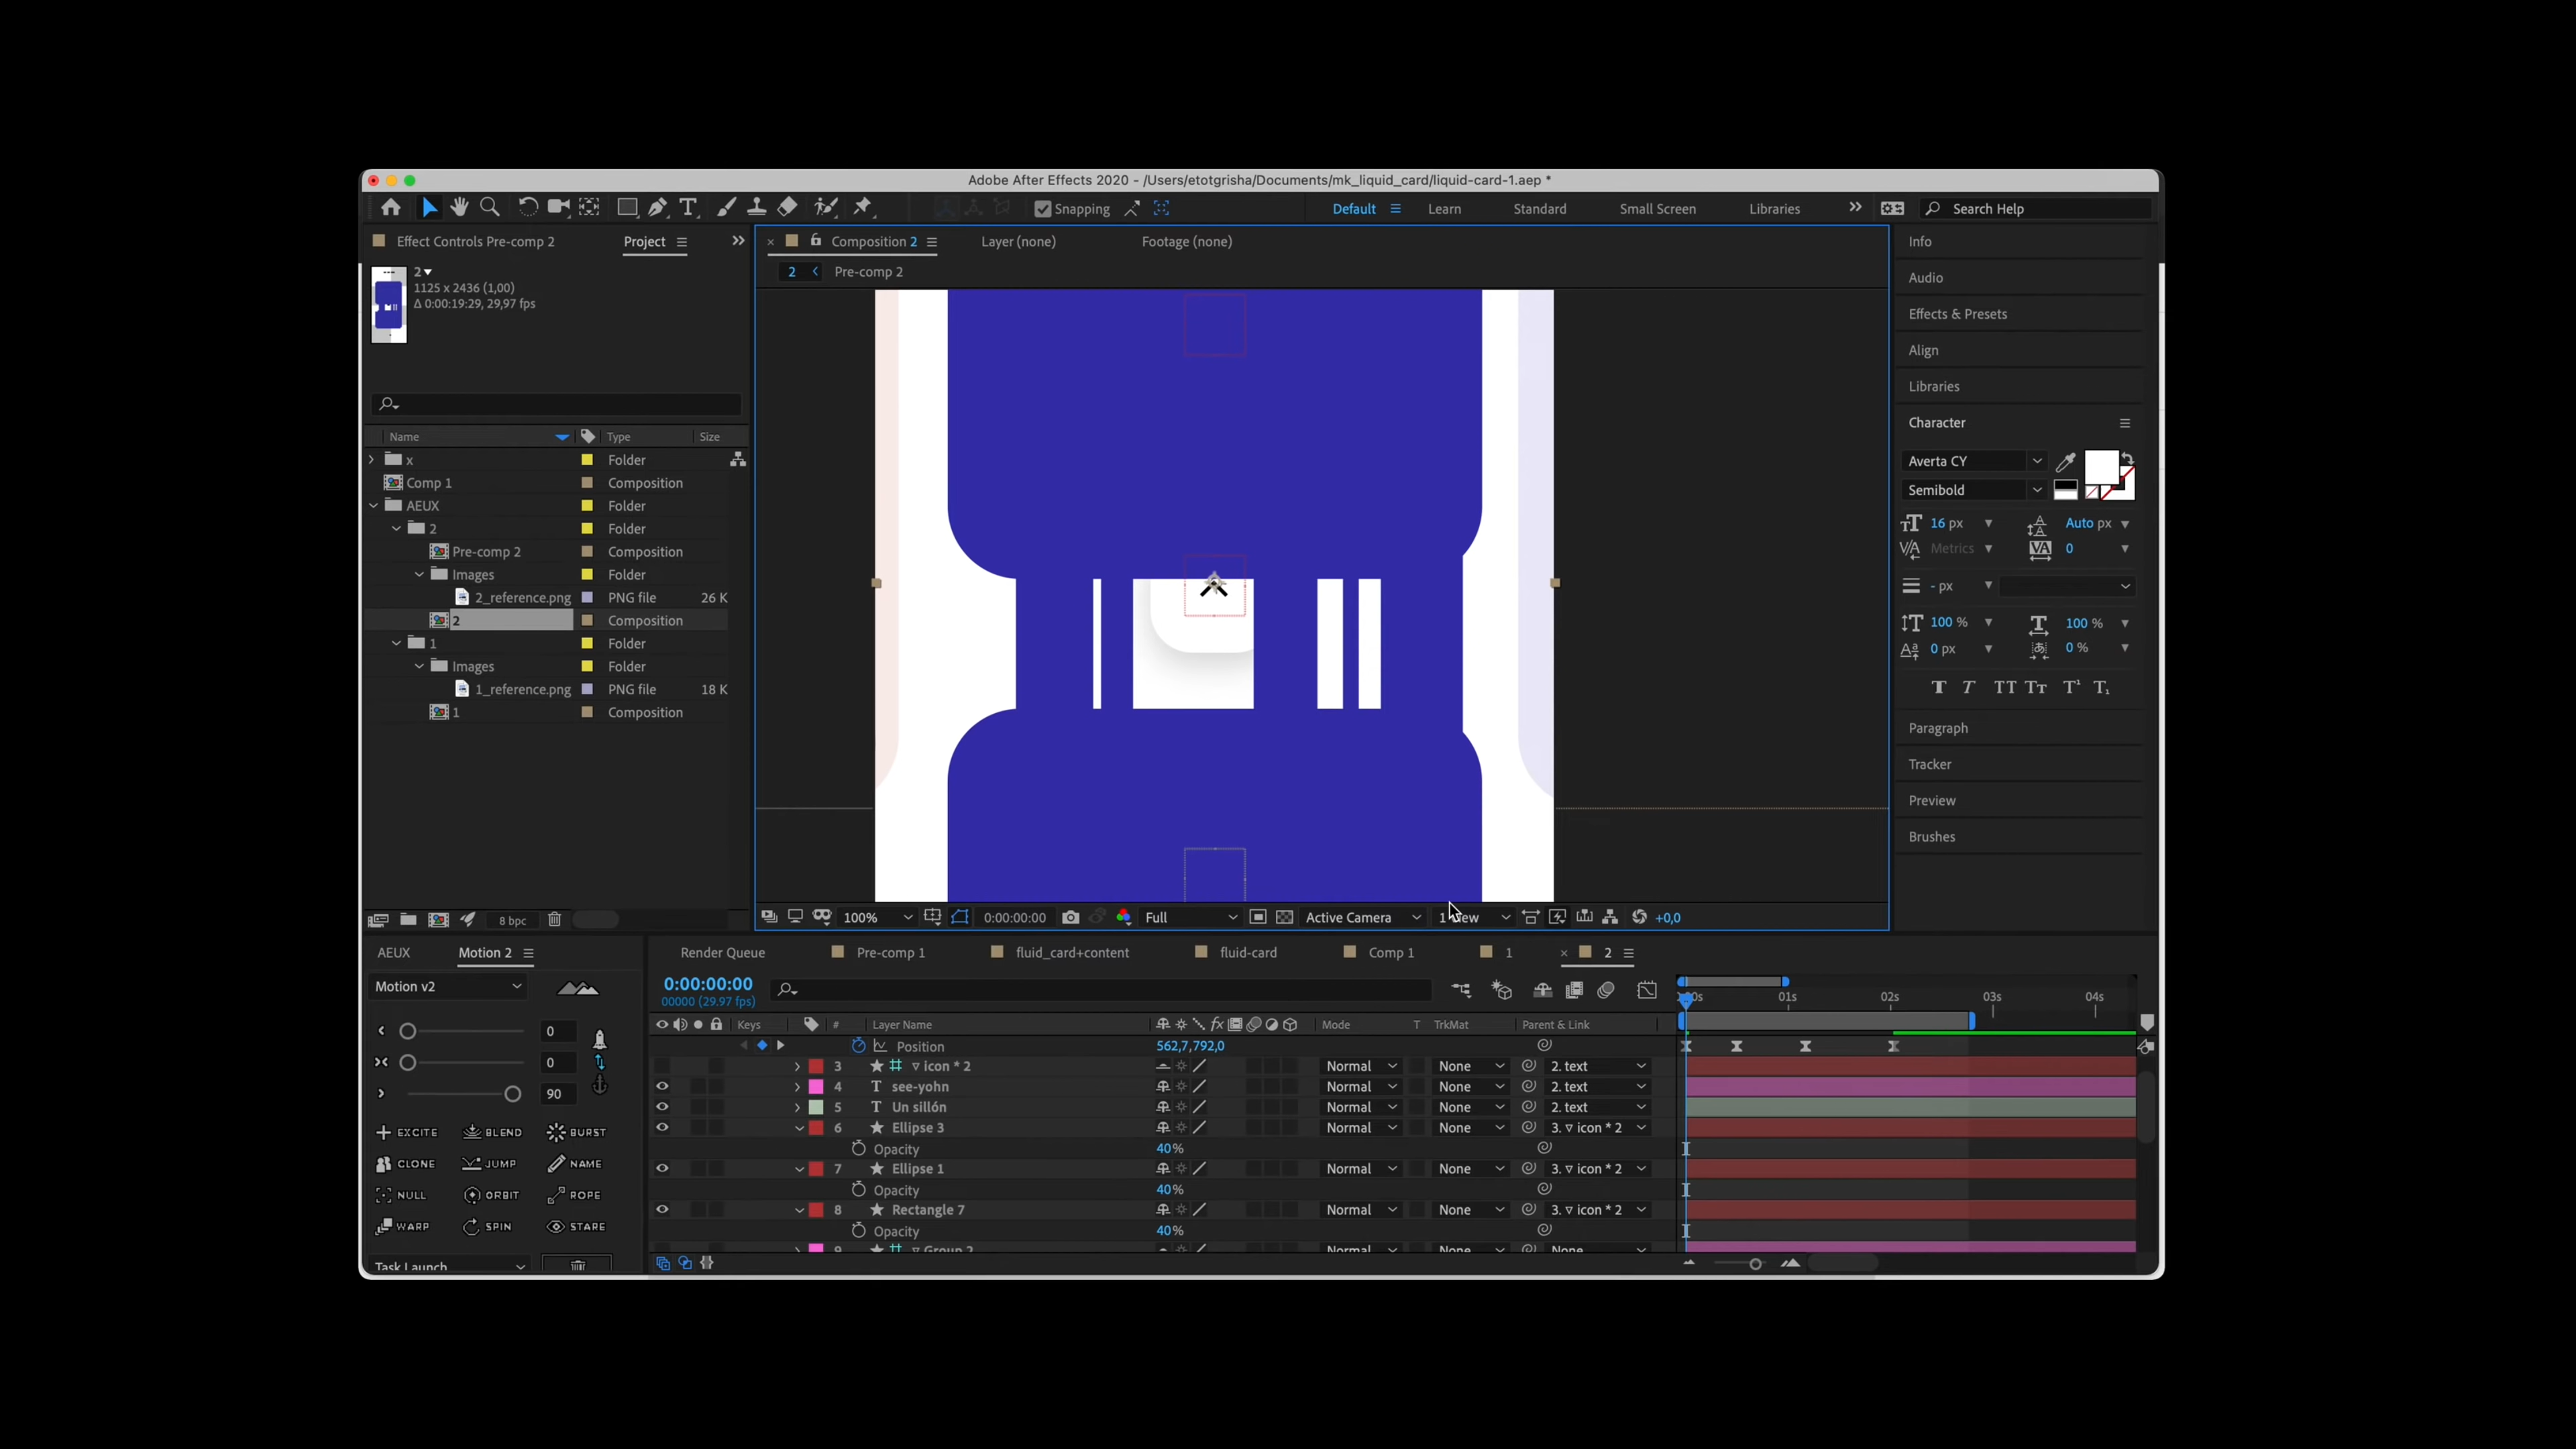 Adobe After Effects 2020 - /Users/etotgrisha/Documents/mk_liquid_card/liquid-card-1.aep *
Snapping
Default
Learn
Standard
Small Screen
Libraries
Search Help
Effect Controls Pre-comp 2
Project
2
1125 x 2436 (1,00)
Δ 0:00:19:29, 29,97 fps
Name
Type
Size
x
Folder
Comp 1
Composition
AEUX
Folder
2
Folder
Pre-comp 2
Composition
Images
Folder
2_reference.png
PNG file
26 K
2
Composition
1
Folder
Images
Folder
1_reference.png
PNG file
18 K
1
Composition
8 bpc
Composition 2
Layer (none)
Footage (none)
2
Pre-comp 2
100%
0:00:00:00
Full
Active Camera
+0,0
Info
Audio
Effects & Presets
Align
Libraries
Character
Averta CY
Semibold
16 px
Auto px
Metrics
0
- px
100 %
100 %
0 px
0 %
Paragraph
Tracker
Preview
Brushes
AEUX
Motion 2
Motion v2
0
0
90
EXCITE
BLEND
BURST
CLONE
JUMP
NAME
NULL
ORBIT
ROPE
WARP
SPIN
STARE
Task Launch
Render Queue
Pre-comp 1
fluid_card+content
fluid-card
Comp 1
1
2
0:00:00:00
00000 (29.97 fps)
01s
02s
03s
04s
Keys
#
Layer Name
Mode
T
TrkMat
Parent & Link
Position
562,7,792,0
3
▿ icon * 2
Normal
None
2. text
4
see-yohn
Normal
None
2. text
5
Un sillón
Normal
None
2. text
6
Ellipse 3
Normal
None
3. ▿ icon * 2
Opacity
40%
7
Ellipse 1
Normal
None
3. ▿ icon * 2
Opacity
40%
8
Rectangle 7
Normal
None
3. ▿ icon * 2
Opacity
40%
9
▿ Group 2
Normal
None
None